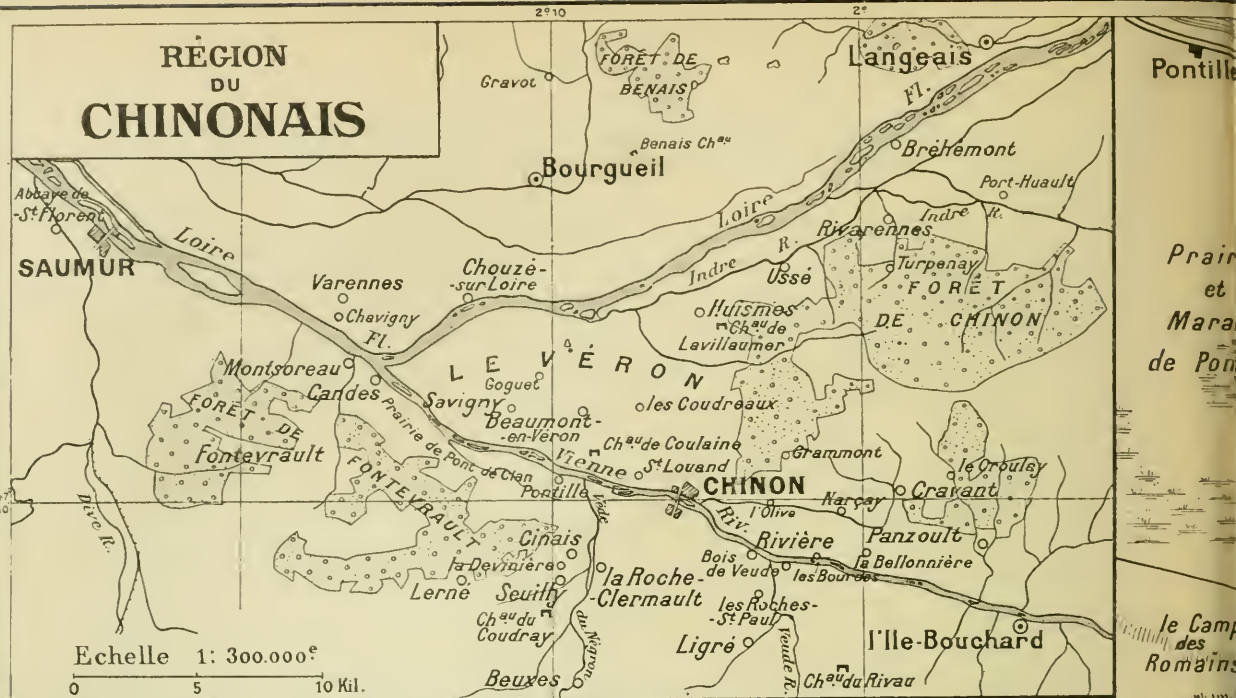 RÉGION
DU
CHINONAIS
2º10
2º
Gravot
FORÊT DE
BENAIS
Langeais
Pontille
Benais Chau
Bourgueil
Fl.
Bréhémont
Port-Huault
Abbaye de
-St Florent
SAUMUR
Loire
Loire
Indre R.
Rivarennes
Indre R.
Ussé
Turpenay
FORÊT
DE CHINON
Varennes
Chavigny
Chouzé-
-sur-Loire
Huismes
Chau de
Lavillaumer
Fl.
Montsoreau
Candes
LE VÉRON
Goguet
Savigny
Beaumont-
-en-Véron
les Coudreaux
FORÊT
DE
Fontevrault
FONTEVRAULT
Prairie de Pont de Clan
Vienne
Riv.
Chau de Coulaine
St Louand
Grammont
Pontille
CHINON
l'Olive
Narçay
le Croulay
Cravant
Dive R.
Vède
Cinais
la Devinière
Lerné
Seuilly
Chau du
Coudray
la Roche-
-Clermault
du Négron
Beuxes
Rivière
Bois
de Veude
les Bourdes
Panzoult
la Bellonnière
les Roches-
-St Paul
Ligré
Veude R.
l'Ile-Bouchard
Chau du Rivau
Echelle 1: 300.000e
0 5 10 Kil.
Prair
et
Mara
de Pon
le Camp
des
Romains